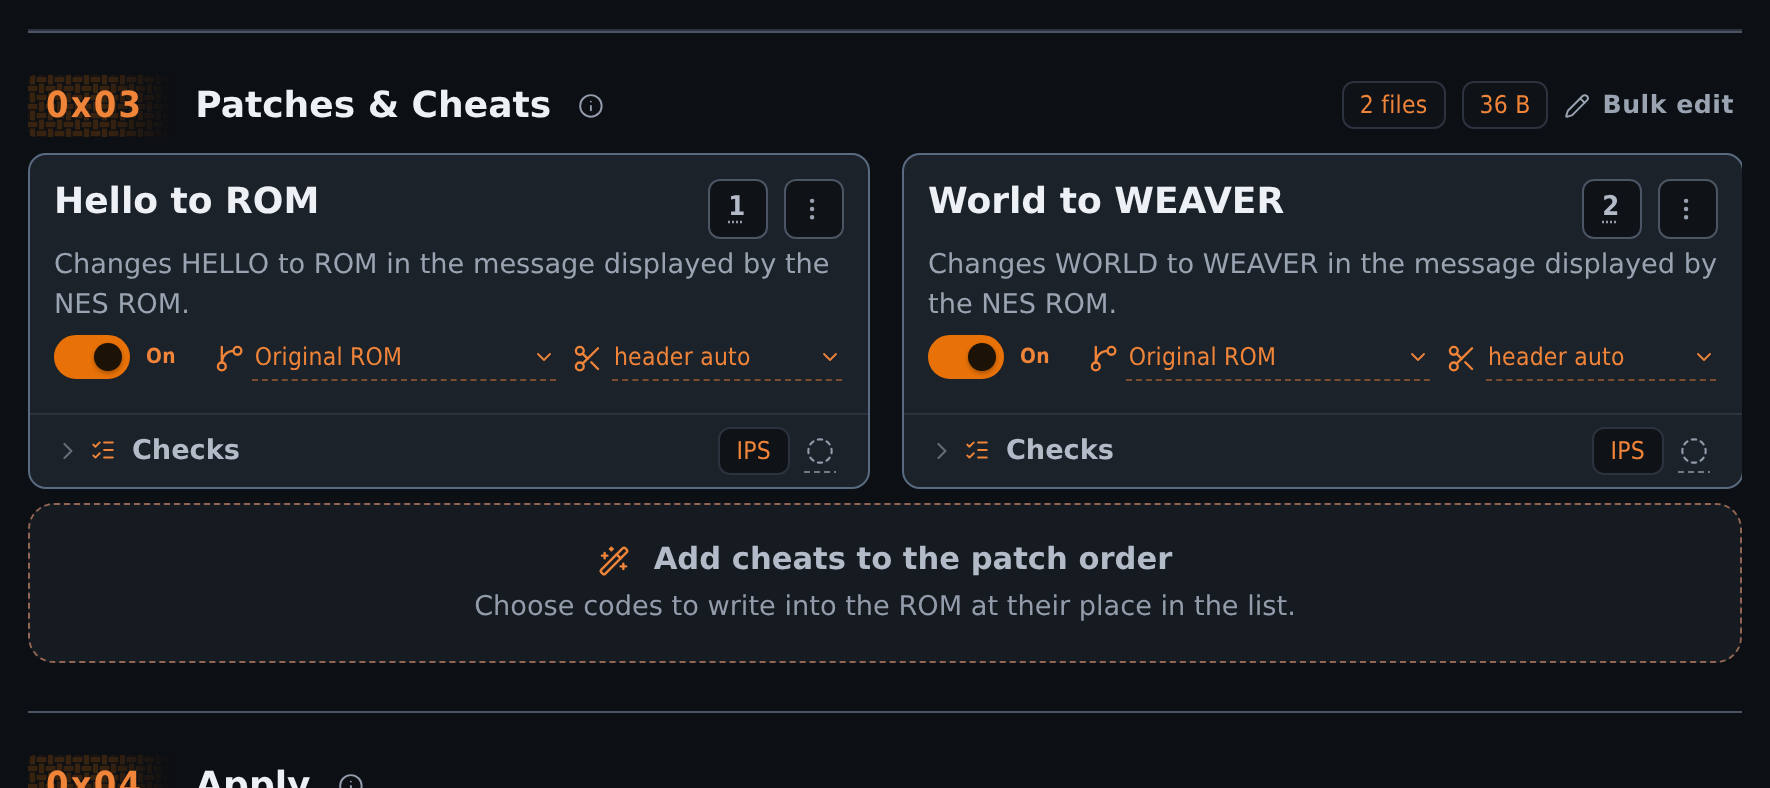 0x03 Patches & Cheats 2 files 36 B Bulk edit
Hello to ROM 1
Changes HELLO to ROM in the message displayed by the
NES ROM.
On Original ROM header auto
Checks IPS
World to WEAVER 2
Changes WORLD to WEAVER in the message displayed by
the NES ROM.
On Original ROM header auto
Checks IPS
Add cheats to the patch order
Choose codes to write into the ROM at their place in the list.
0x04 Apply